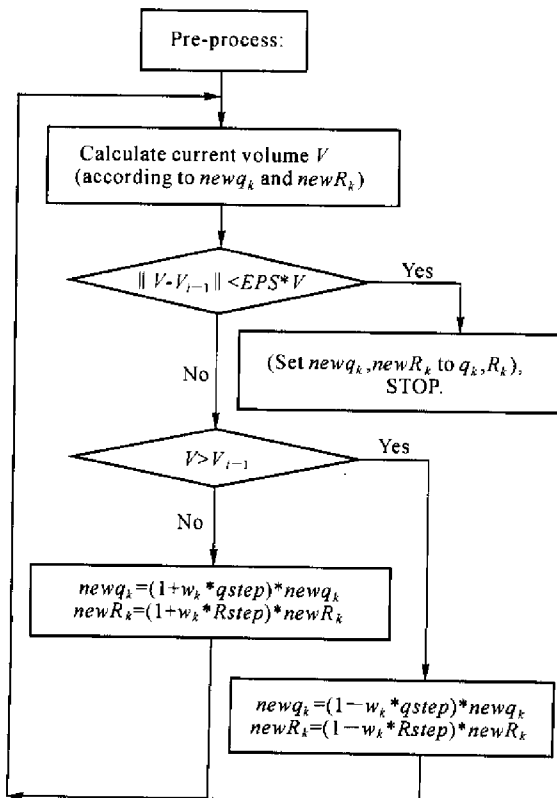 Pre-process:
Calculate current volume V
(according to newq_k and newR_k)
‖ V-V_{i-1} ‖ <EPS* V
Yes
(Set newq_k,newR_k to q_k,R_k),
STOP.
No
V>V_{i-1}
Yes
No
newq_k=(1+w_k*qstep)*newq_k
newR_k=(1+w_k*Rstep)*newR_k
newq_k=(1-w_k*qstep)*newq_k
newR_k=(1-w_k*Rstep)*newR_k